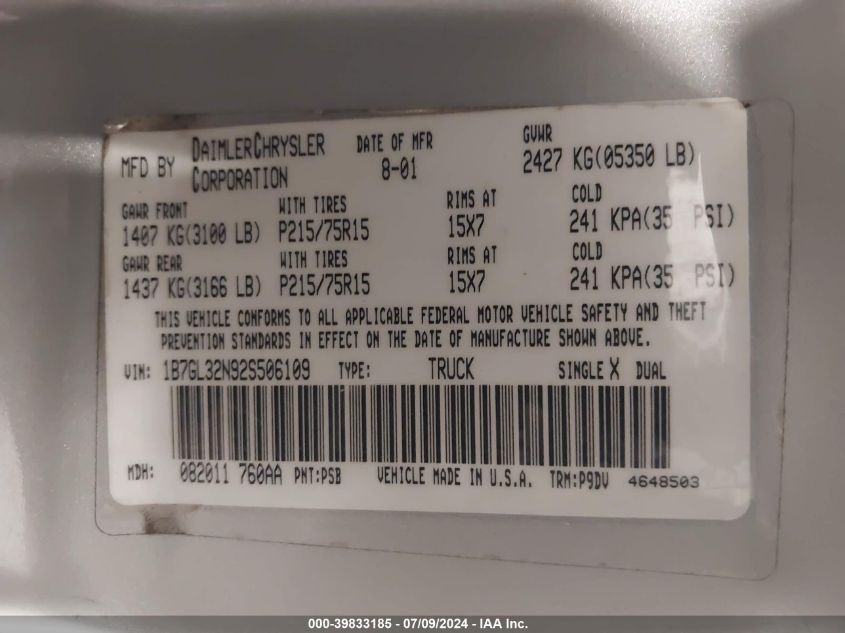 MFD BY DAIMLERCHRYSLER CORPORATION DATE OF MFR 8-01 GVWR 2427 KG(05350 LB)
GAWR FRONT WITH TIRES RIMS AT COLD
1407 KG(3100 LB) P215/75R15 15X7 241 KPA(35 PSI)
GAWR REAR WITH TIRES RIMS AT COLD
1437 KG(3166 LB) P215/75R15 15X7 241 KPA(35 PSI)
THIS VEHICLE CONFORMS TO ALL APPLICABLE FEDERAL MOTOR VEHICLE SAFETY AND THEFT
PREVENTION STANDARDS IN EFFECT ON THE DATE OF MANUFACTURE SHOWN ABOVE.
VIN: 1B7GL32N92S506109 TYPE: TRUCK SINGLE X DUAL
MDH: 082011 760AA PNT:PSB VEHICLE MADE IN U.S.A. TRM:P9DV 4648503
000-39833185 - 07/09/2024 - IAA Inc.